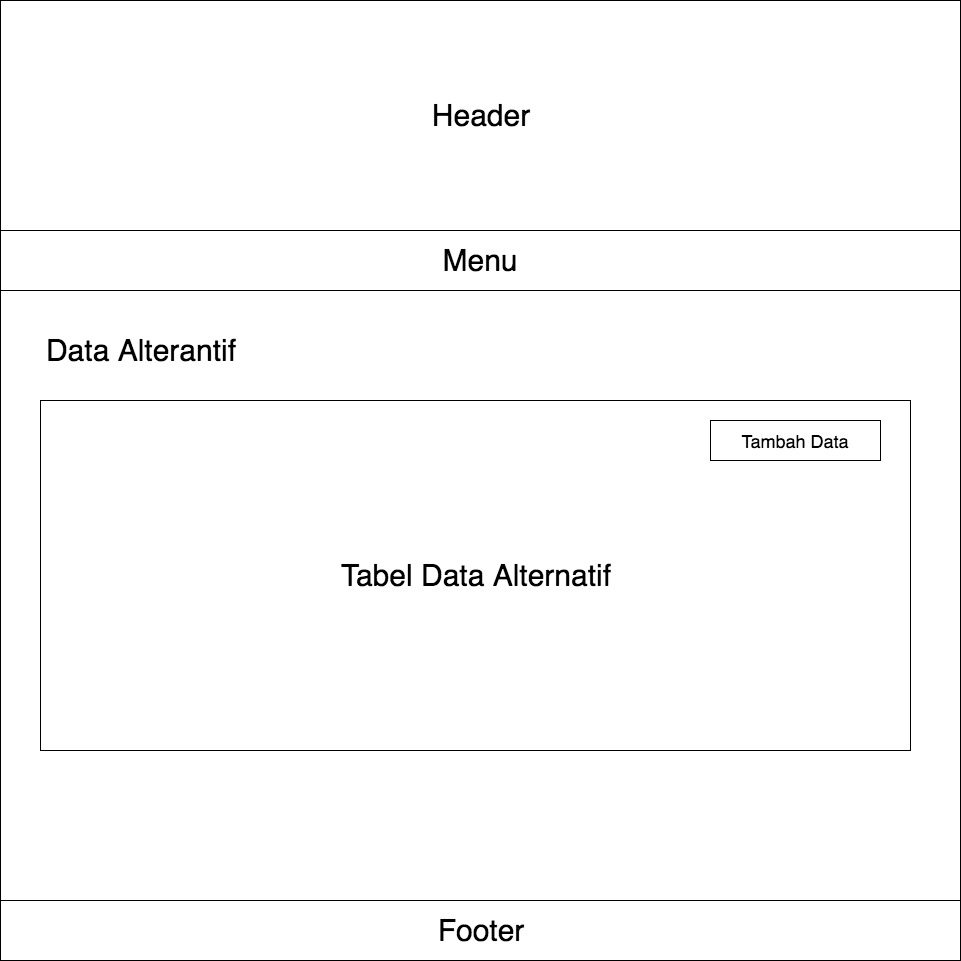 Header
Menu
Data Alterantif
Tambah Data
Tabel Data Alternatif
Footer